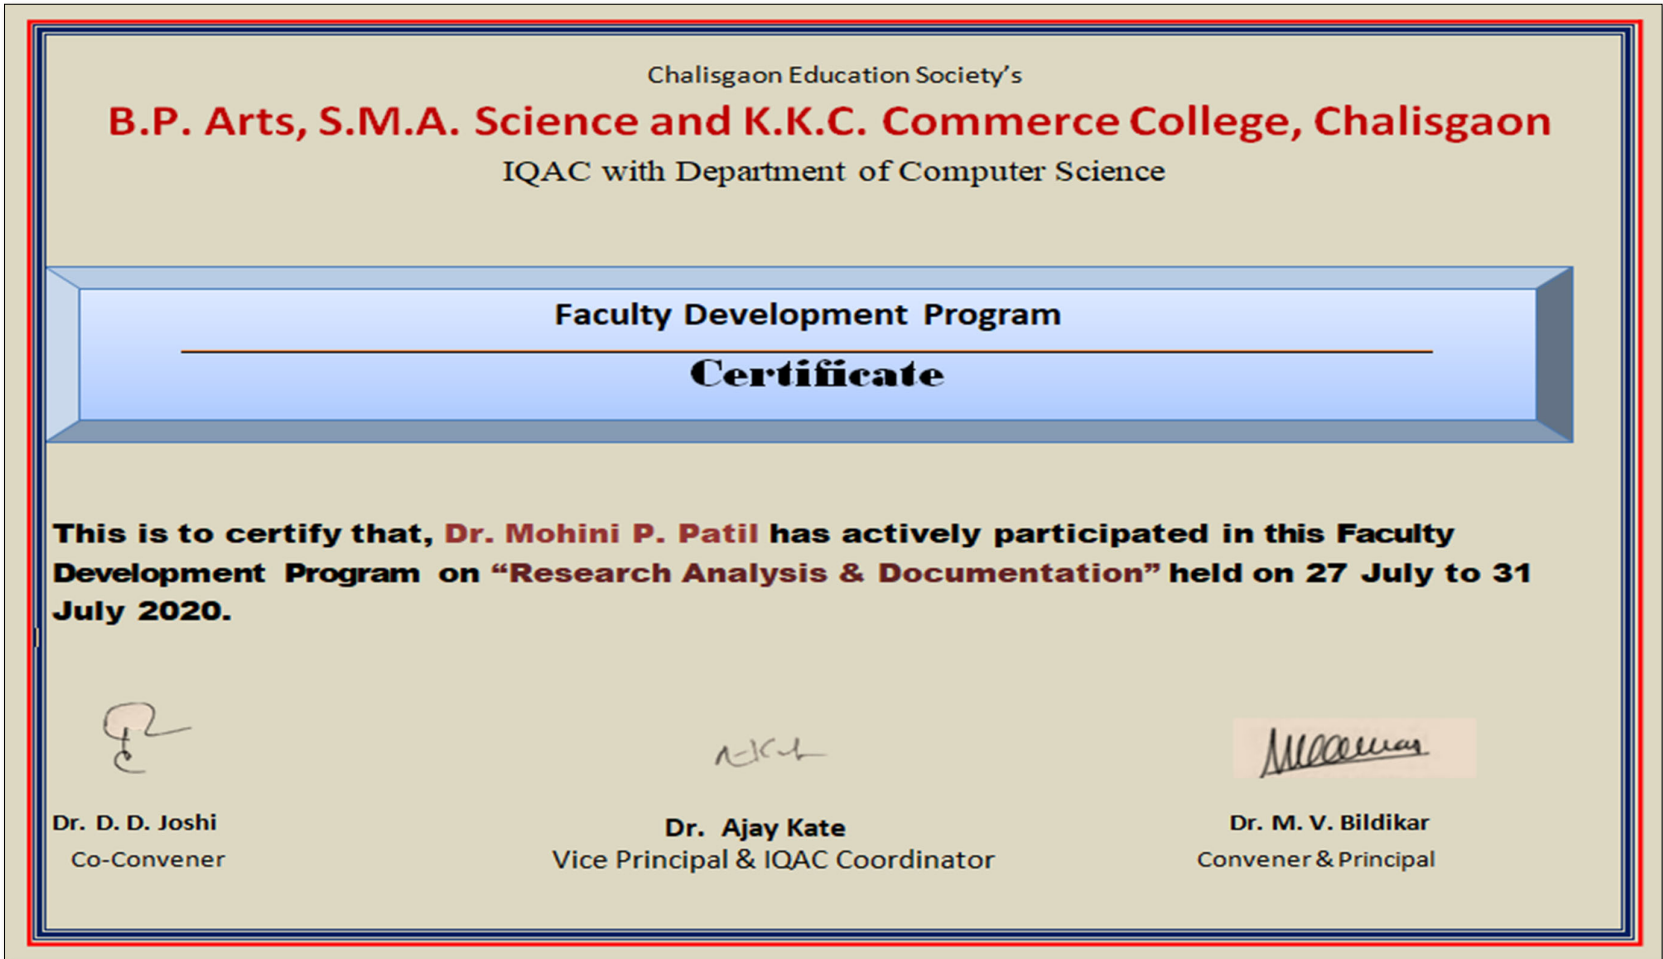 Chalisgaon Education Society's
B.P. Arts, S.M.A. Science and K.K.C. Commerce College, Chalisgaon
IQAC with Department of Computer Science
Faculty Development Program
Certificate
This is to certify that, Dr. Mohini P. Patil has actively participated in this Faculty
Development Program on “Research Analysis & Documentation” held on 27 July to 31
July 2020.
Dr. D. D. Joshi
Co-Convener
Dr. Ajay Kate
Vice Principal & IQAC Coordinator
Dr. M. V. Bildikar
Convener & Principal